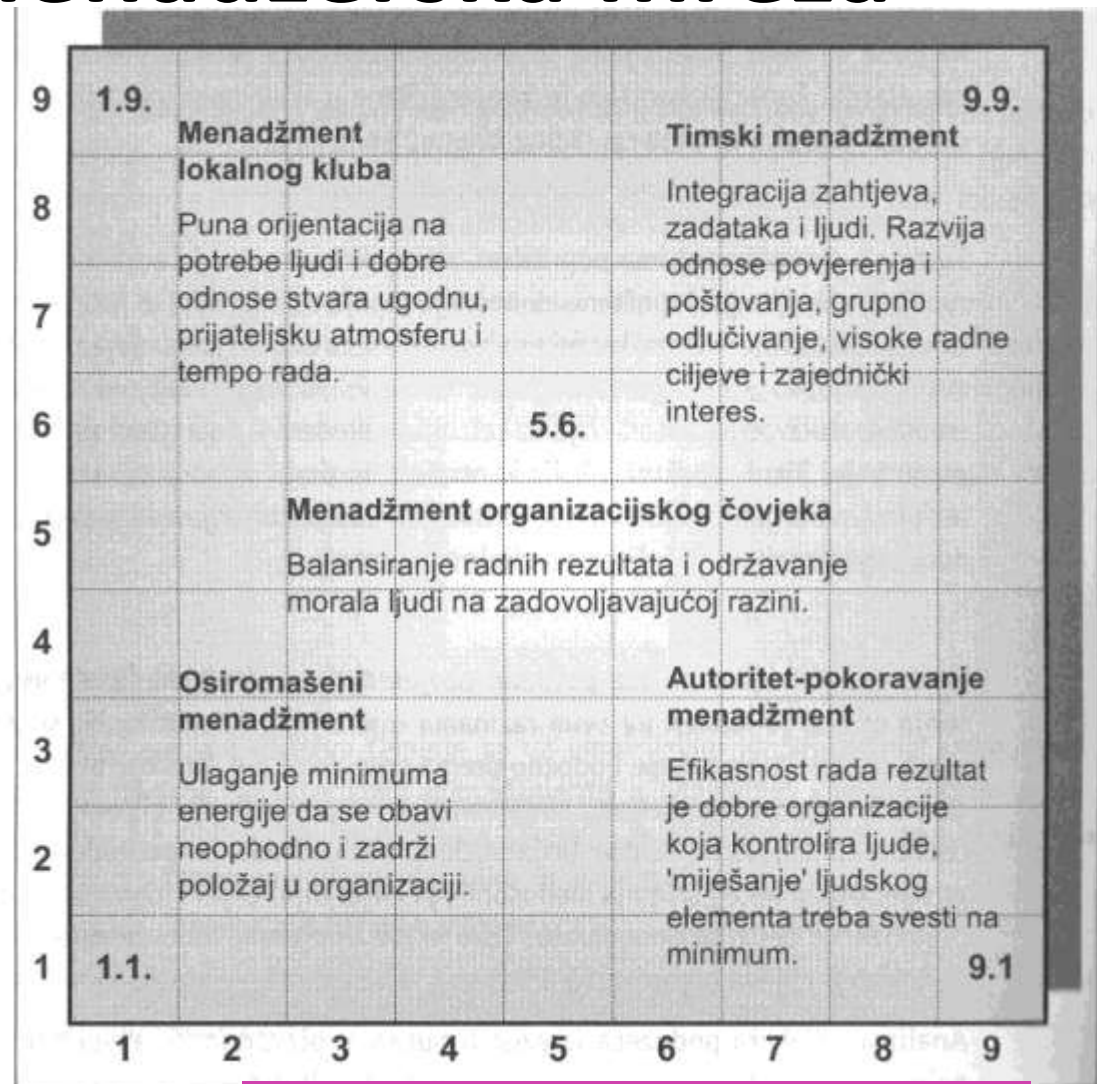 9
1.9.
9.9.
Menadžment
lokalnog kluba
Puna orijentacija na
potrebe ljudi i dobre
odnose stvara ugodnu,
prijateljsku atmosferu i
tempo rada.
Timski menadžment
Integracija zahtjeva,
zadataka i ljudi. Razvija
odnose povjerenja i
poštovanja, grupno
odlučivanje, visoke radne
ciljeve i zajednički
interes.
8
7
6
5.6.
5
Menadžment organizacijskog čovjeka
Balansiranje radnih rezultata i održavanje
morala ljudi na zadovoljavajućoj razini.
4
Osiromašeni
menadžment
Ulaganje minimuma
energije da se obavi
neophodno i zadrži
položaj u organizaciji.
Autoritet-pokoravanje
menadžment
Efikasnost rada rezultat
je dobre organizacije
koja kontrolira ljude,
'miješanje' ljudskog
elementa treba svesti na
minimum.
3
2
1
1.1.
9.1
1 2 3 4 5 6 7 8 9